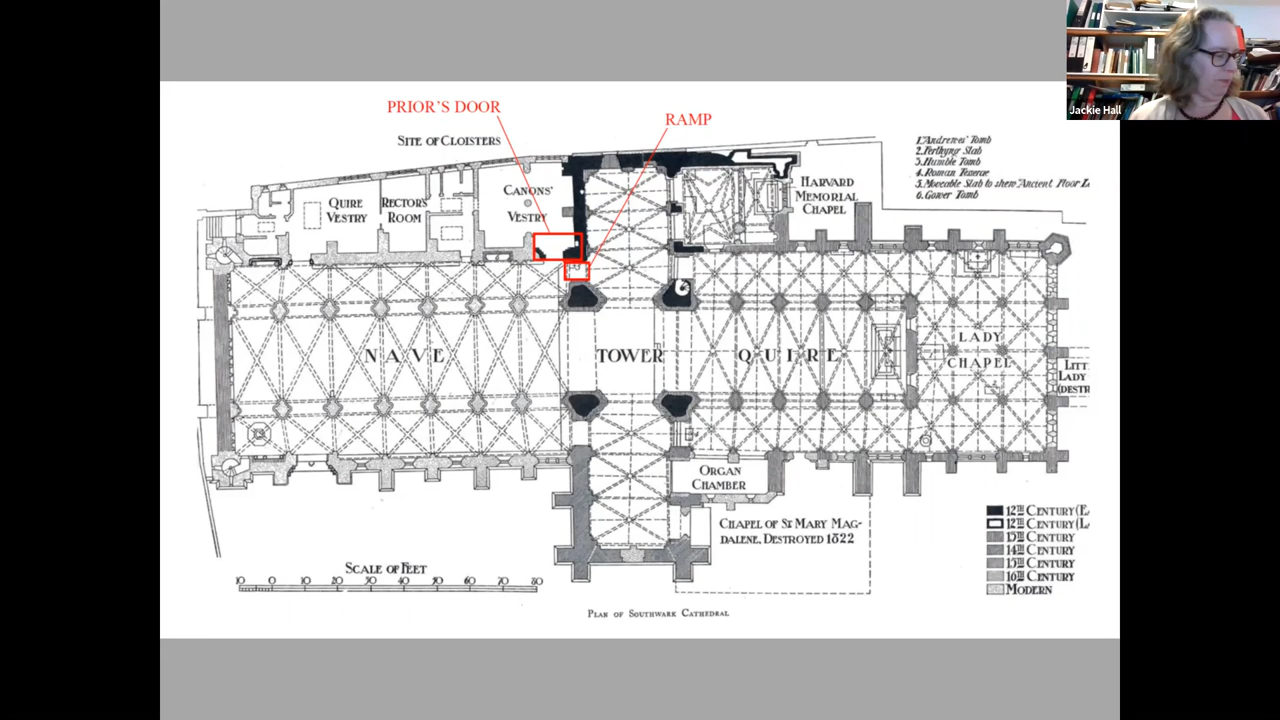 PRIOR'S DOOR
RAMP
Jackie Hall
SITE OF CLOISTERS
1. Andrewes' Tomb
2. Slab
3. Humble Tomb
4. Roman Tesserae
5. Moveable Slab to shew "Ancient Floor
6. Gower Tomb
QUIRE
VESTRY
RECTOR'S
ROOM
CANONS'
VESTRY
HARVARD
MEMORIAL
CHAPEL
NAVE
TOWER
QUIRE
LADY
CHAPEL
LITT
LADY
(DESTR
ORGAN
CHAMBER
CHAPEL OF ST MARY MAG-
DALENE, DESTROYED 1822
12TH CENTURY (E
12TH CENTURY (L
13TH CENTURY
14TH CENTURY
15TH CENTURY
16TH CENTURY
MODERN
SCALE OF FEET
10 0 10 20 30 40 50 60 70 80
PLAN OF SOUTHWARK CATHEDRAL